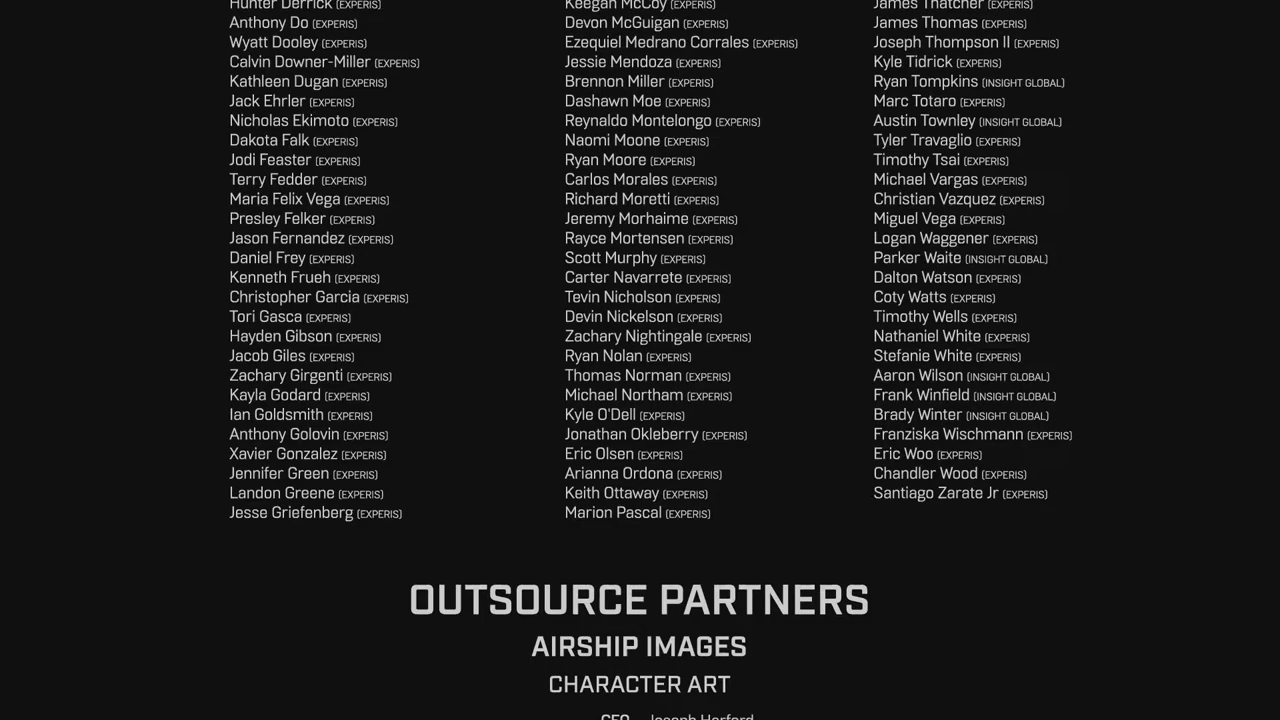 Hunter Derrick (EXPERIS)
Anthony Do (EXPERIS)
Wyatt Dooley (EXPERIS)
Calvin Downer-Miller (EXPERIS)
Kathleen Dugan (EXPERIS)
Jack Ehrler (EXPERIS)
Nicholas Ekimoto (EXPERIS)
Dakota Falk (EXPERIS)
Jodi Feaster (EXPERIS)
Terry Fedder (EXPERIS)
Maria Felix Vega (EXPERIS)
Presley Felker (EXPERIS)
Jason Fernandez (EXPERIS)
Daniel Frey (EXPERIS)
Kenneth Frueh (EXPERIS)
Christopher Garcia (EXPERIS)
Tori Gasca (EXPERIS)
Hayden Gibson (EXPERIS)
Jacob Giles (EXPERIS)
Zachary Girgenti (EXPERIS)
Kayla Godard (EXPERIS)
Ian Goldsmith (EXPERIS)
Anthony Golovin (EXPERIS)
Xavier Gonzalez (EXPERIS)
Jennifer Green (EXPERIS)
Landon Greene (EXPERIS)
Jesse Griefenberg (EXPERIS)
Keegan McCoy (EXPERIS)
Devon McGuigan (EXPERIS)
Ezequiel Medrano Corrales (EXPERIS)
Jessie Mendoza (EXPERIS)
Brennon Miller (EXPERIS)
Dashawn Moe (EXPERIS)
Reynaldo Montelongo (EXPERIS)
Naomi Moone (EXPERIS)
Ryan Moore (EXPERIS)
Carlos Morales (EXPERIS)
Richard Moretti (EXPERIS)
Jeremy Morhaime (EXPERIS)
Rayce Mortensen (EXPERIS)
Scott Murphy (EXPERIS)
Carter Navarrete (EXPERIS)
Tevin Nicholson (EXPERIS)
Devin Nickelson (EXPERIS)
Zachary Nightingale (EXPERIS)
Ryan Nolan (EXPERIS)
Thomas Norman (EXPERIS)
Michael Northam (EXPERIS)
Kyle O'Dell (EXPERIS)
Jonathan Okleberry (EXPERIS)
Eric Olsen (EXPERIS)
Arianna Ordona (EXPERIS)
Keith Ottaway (EXPERIS)
Marion Pascal (EXPERIS)
James Thatcher (EXPERIS)
James Thomas (EXPERIS)
Joseph Thompson II (EXPERIS)
Kyle Tidrick (EXPERIS)
Ryan Tompkins (INSIGHT GLOBAL)
Marc Totaro (EXPERIS)
Austin Townley (INSIGHT GLOBAL)
Tyler Travaglio (EXPERIS)
Timothy Tsai (EXPERIS)
Michael Vargas (EXPERIS)
Christian Vazquez (EXPERIS)
Miguel Vega (EXPERIS)
Logan Waggener (EXPERIS)
Parker Waite (INSIGHT GLOBAL)
Dalton Watson (EXPERIS)
Coty Watts (EXPERIS)
Timothy Wells (EXPERIS)
Nathaniel White (EXPERIS)
Stefanie White (EXPERIS)
Aaron Wilson (INSIGHT GLOBAL)
Frank Winfield (INSIGHT GLOBAL)
Brady Winter (INSIGHT GLOBAL)
Franziska Wischmann (EXPERIS)
Eric Woo (EXPERIS)
Chandler Wood (EXPERIS)
Santiago Zarate Jr (EXPERIS)
OUTSOURCE PARTNERS
AIRSHIP IMAGES
CHARACTER ART
CEO Joseph Harford